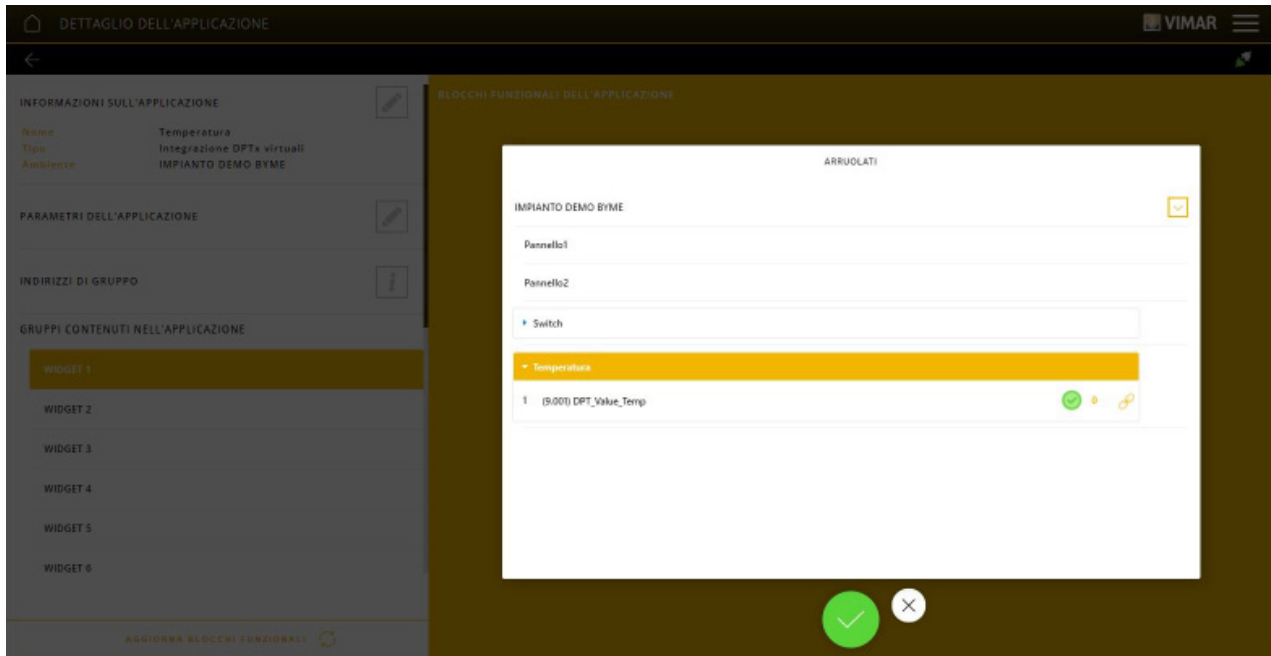 DETTAGLIO DELL'APPLICAZIONE
VIMAR
INFORMAZIONI SULL'APPLICAZIONE
Nome Temperatura
Tipo Integrazione DPTx virtuali
Ambiente IMPIANTO DEMO BYME
PARAMETRI DELL'APPLICAZIONE
INDIRIZZI DI GRUPPO
i
GRUPPI CONTENUTI NELL'APPLICAZIONE
WIDGET 1
WIDGET 2
WIDGET 3
WIDGET 4
WIDGET 5
WIDGET 6
AGGIORNA BLOCCHI FUNZIONALI
BLOCCHI FUNZIONALI DELL'APPLICAZIONE
ARRUOLATI
IMPIANTO DEMO BYME
Pannello1
Pannello2
Switch
Temperatura
1 (9.001) DPT_Value_Temp 0